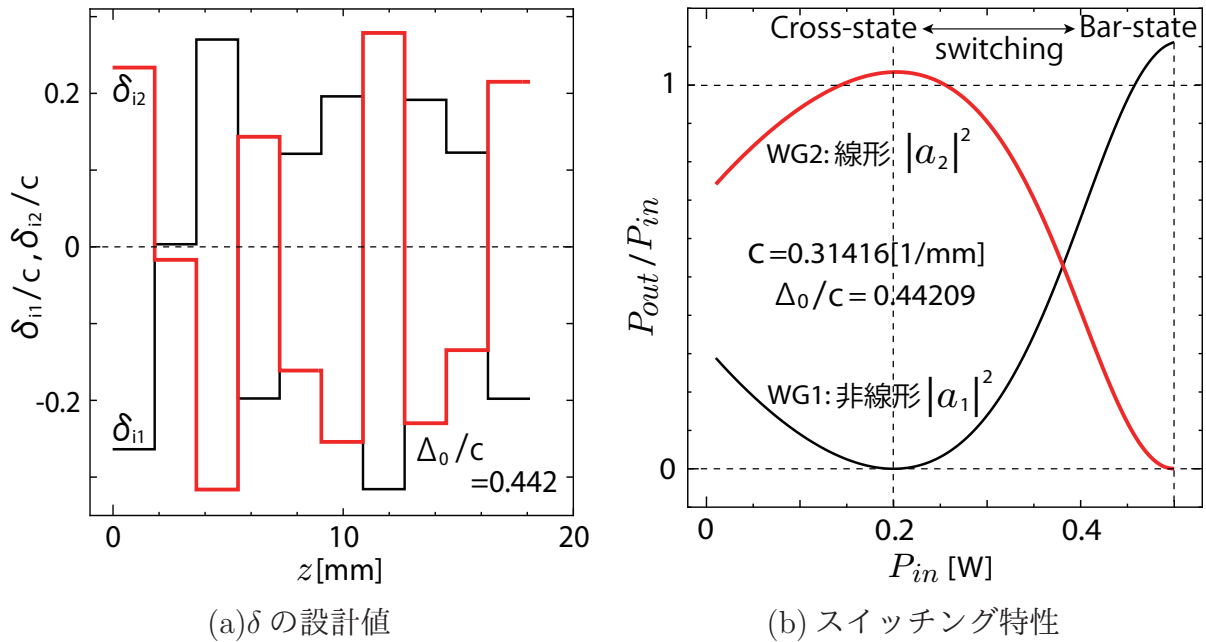 0.2
0
-0.2
δi1/c ,δi2/c
δi2
δi1
Δ0/c
=0.442
0
10
20
z[mm]
(a)δ の設計値
Cross-state
Bar-state
switching
1
0
Pout/Pin
WG2: 線形 |a2|²
C=0.31416[1/mm]
Δ0/c= 0.44209
WG1: 非線形 |a1|²
0
0.2
0.4
Pin [W]
(b) スイッチング特性